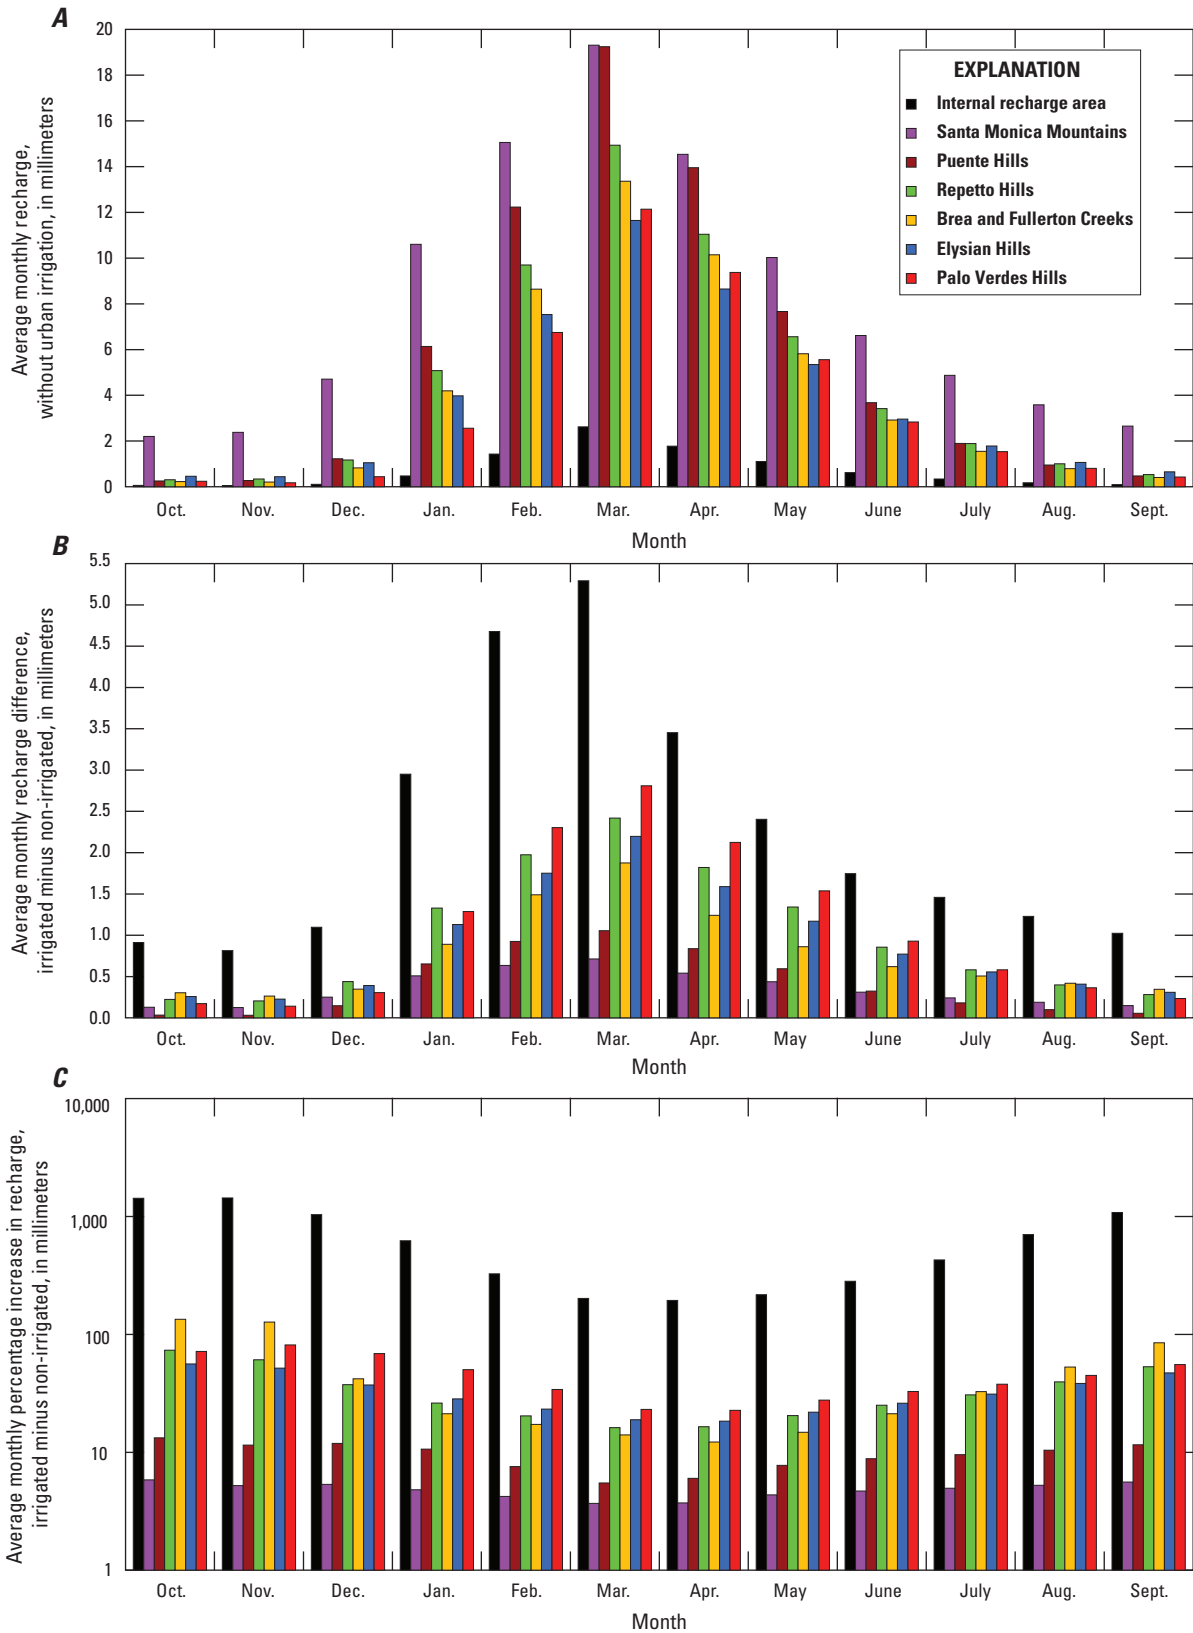 A
Average monthly recharge,
without urban irrigation, in millimeters
20
18
16
14
12
10
8
6
4
2
0
EXPLANATION
Internal recharge area
Santa Monica Mountains
Puente Hills
Repetto Hills
Brea and Fullerton Creeks
Elysian Hills
Palo Verdes Hills
Oct. Nov. Dec. Jan. Feb. Mar. Apr. May June July Aug. Sept.
Month
B
Average monthly recharge difference,
irrigated minus non-irrigated, in millimeters
5.5
5.0
4.5
4.0
3.5
3.0
2.5
2.0
1.5
1.0
0.5
0.0
Oct. Nov. Dec. Jan. Feb. Mar. Apr. May June July Aug. Sept.
Month
C
Average monthly percentage increase in recharge,
irrigated minus non-irrigated, in millimeters
10,000
1,000
100
10
1
Oct. Nov. Dec. Jan. Feb. Mar. Apr. May June July Aug. Sept.
Month